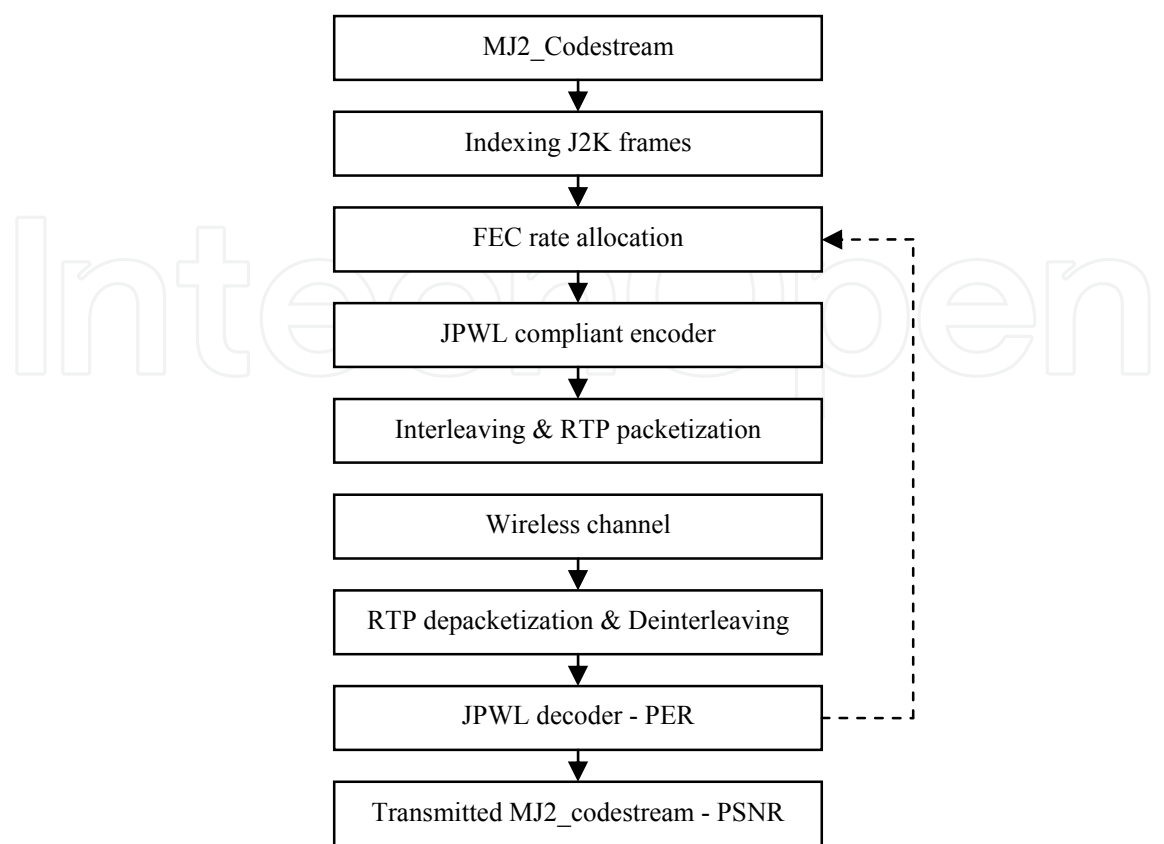 MJ2_Codestream
Indexing J2K frames
FEC rate allocation
IntechOpen
JPWL compliant encoder
Interleaving & RTP packetization
Wireless channel
RTP depacketization & Deinterleaving
JPWL decoder - PER
Transmitted MJ2_codestream - PSNR